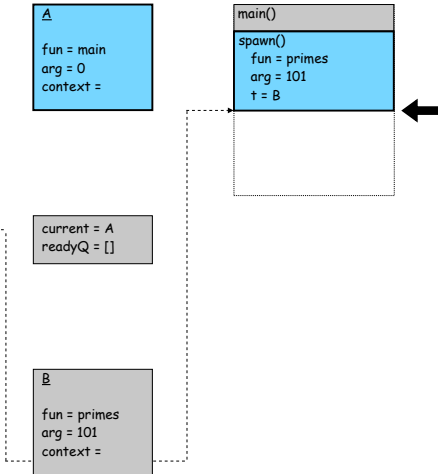 A
fun = main
arg = 0
context =
main()
spawn()
fun = primes
arg = 101
t = B
current = A
readyQ = []
B
fun = primes
arg = 101
context =